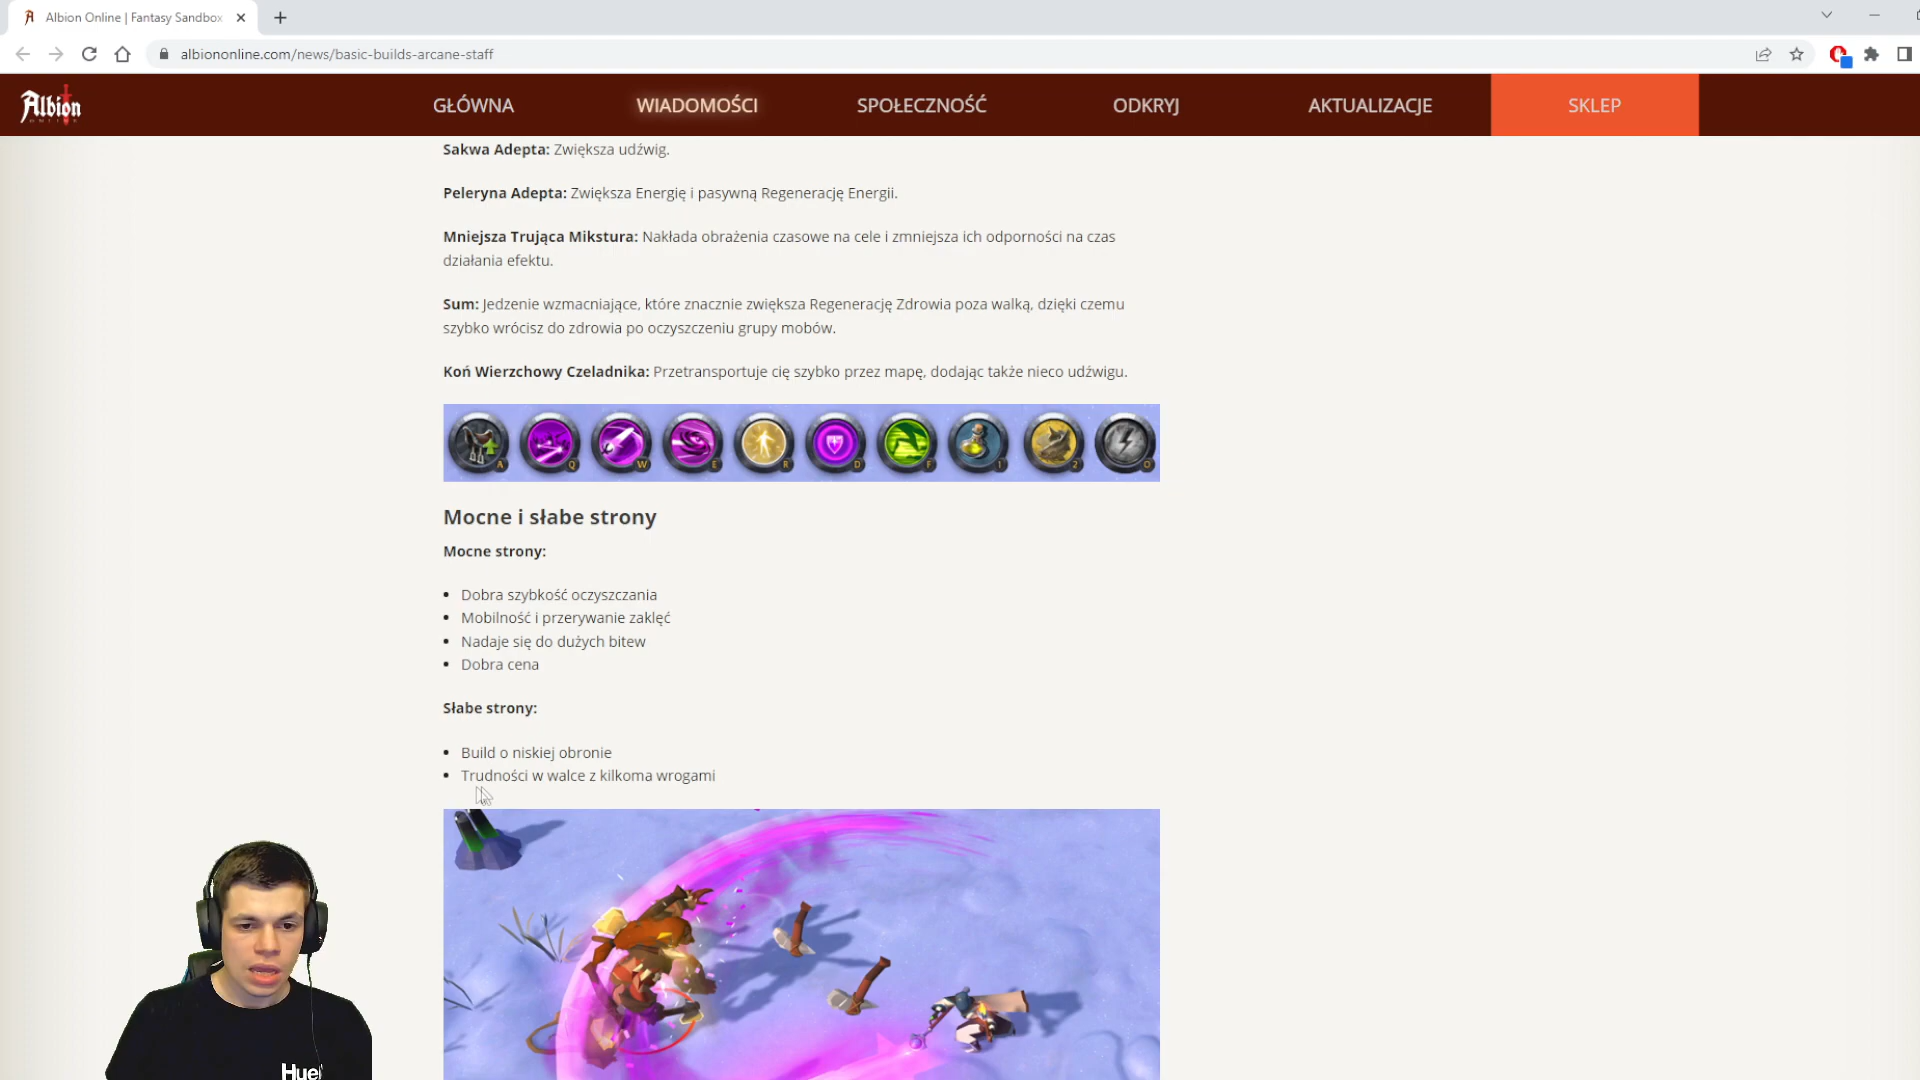 Albion Online | Fantasy Sandbox
albiononline.com/news/basic-builds-arcane-staff
Albion
ONLINE
GŁÓWNA
WIADOMOŚCI
SPOŁECZNOŚĆ
ODKRYJ
AKTUALIZACJE
SKLEP
Sakwa Adepta: Zwiększa udźwig.
Peleryna Adepta: Zwiększa Energię i pasywną Regenerację Energii.
Mniejsza Trująca Mikstura: Nakłada obrażenia czasowe na cele i zmniejsza ich odporności na czas
działania efektu.
Sum: Jedzenie wzmacniające, które znacznie zwiększa Regenerację Zdrowia poza walką, dzięki czemu
szybko wrócisz do zdrowia po oczyszczeniu grupy mobów.
Koń Wierzchowy Czeladnika: Przetransportuje cię szybko przez mapę, dodając także nieco udźwigu.
A Q W E R D F 1 2 O
Mocne i słabe strony
Mocne strony:
• Dobra szybkość oczyszczania
• Mobilność i przerywanie zaklęć
• Nadaje się do dużych bitew
• Dobra cena
Słabe strony:
• Build o niskiej obronie
• Trudności w walce z kilkoma wrogami
Huel